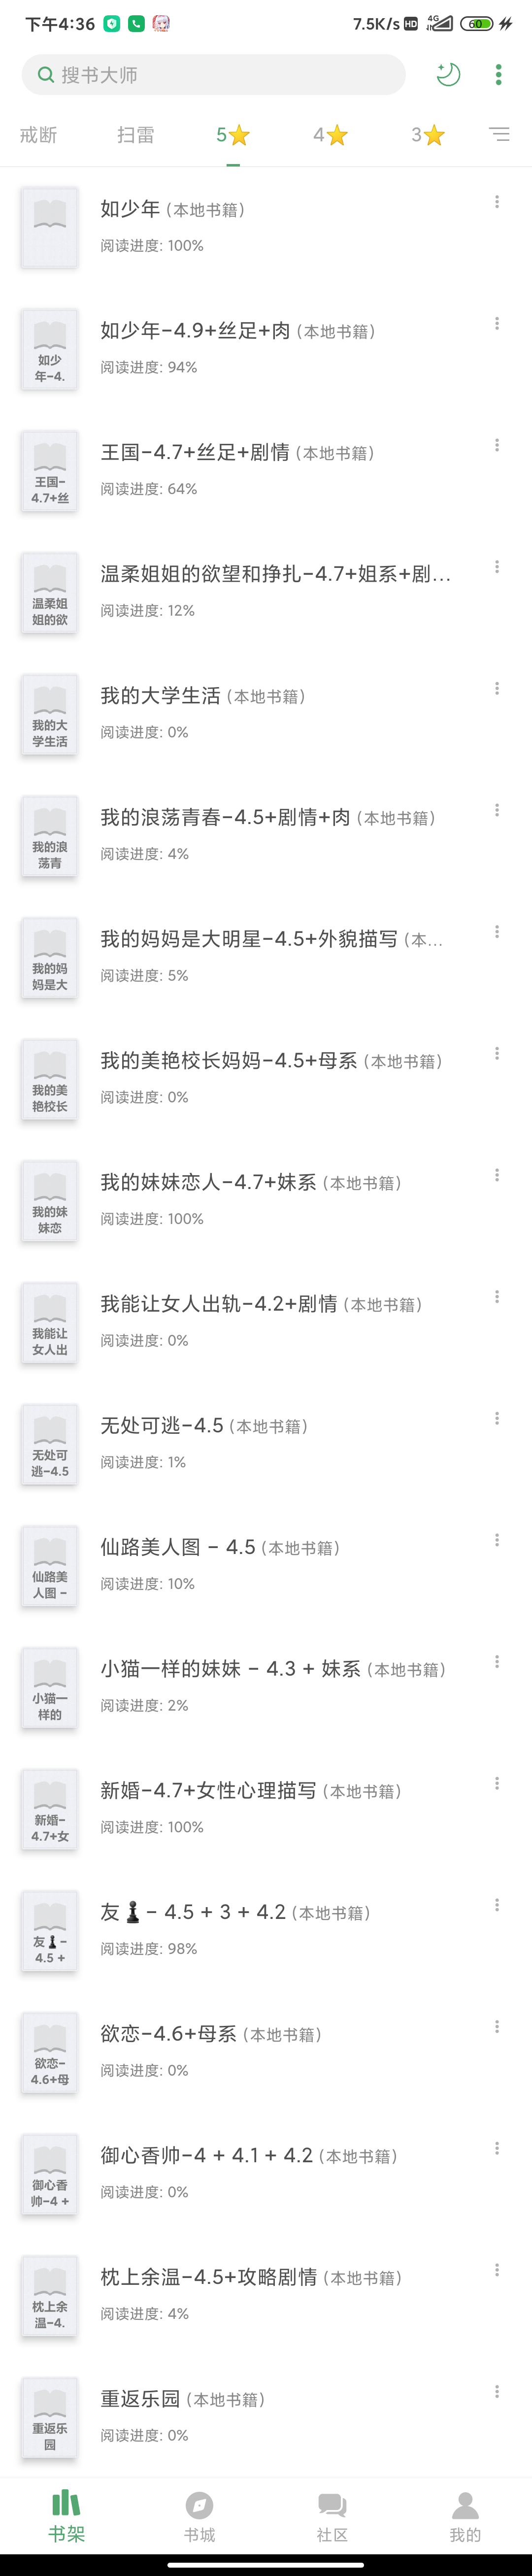 下午4:36
7.5K/s HD 4G 60
搜书大师
戒断 扫雷 5⭐ 4⭐ 3⭐
如少年 (本地书籍)
阅读进度: 100%
如少
年-4.
如少年-4.9+丝足+肉 (本地书籍)
阅读进度: 94%
王国-
4.7+丝
王国-4.7+丝足+剧情 (本地书籍)
阅读进度: 64%
温柔姐
姐的欲
温柔姐姐的欲望和挣扎-4.7+姐系+剧...
阅读进度: 12%
我的大
学生活
我的大学生活 (本地书籍)
阅读进度: 0%
我的浪
荡青
我的浪荡青春-4.5+剧情+肉 (本地书籍)
阅读进度: 4%
我的妈
妈是大
我的妈妈是大明星-4.5+外貌描写 (本...
阅读进度: 5%
我的美
艳校长
我的美艳校长妈妈-4.5+母系 (本地书籍)
阅读进度: 0%
我的妹
妹恋
我的妹妹恋人-4.7+妹系 (本地书籍)
阅读进度: 100%
我能让
女人出
我能让女人出轨-4.2+剧情 (本地书籍)
阅读进度: 0%
无处可
逃-4.5
无处可逃-4.5 (本地书籍)
阅读进度: 1%
仙路美
人图 -
仙路美人图 - 4.5 (本地书籍)
阅读进度: 10%
小猫一
样的
小猫一样的妹妹 - 4.3 + 妹系 (本地书籍)
阅读进度: 2%
新婚-
4.7+女
新婚-4.7+女性心理描写 (本地书籍)
阅读进度: 100%
友♟-
4.5 +
友♟- 4.5 + 3 + 4.2 (本地书籍)
阅读进度: 98%
欲恋-
4.6+母
欲恋-4.6+母系 (本地书籍)
阅读进度: 0%
御心香
帅-4 +
御心香帅-4 + 4.1 + 4.2 (本地书籍)
阅读进度: 0%
枕上余
温-4.
枕上余温-4.5+攻略剧情 (本地书籍)
阅读进度: 4%
重返乐
园
重返乐园 (本地书籍)
阅读进度: 0%
书架 书城 社区 我的